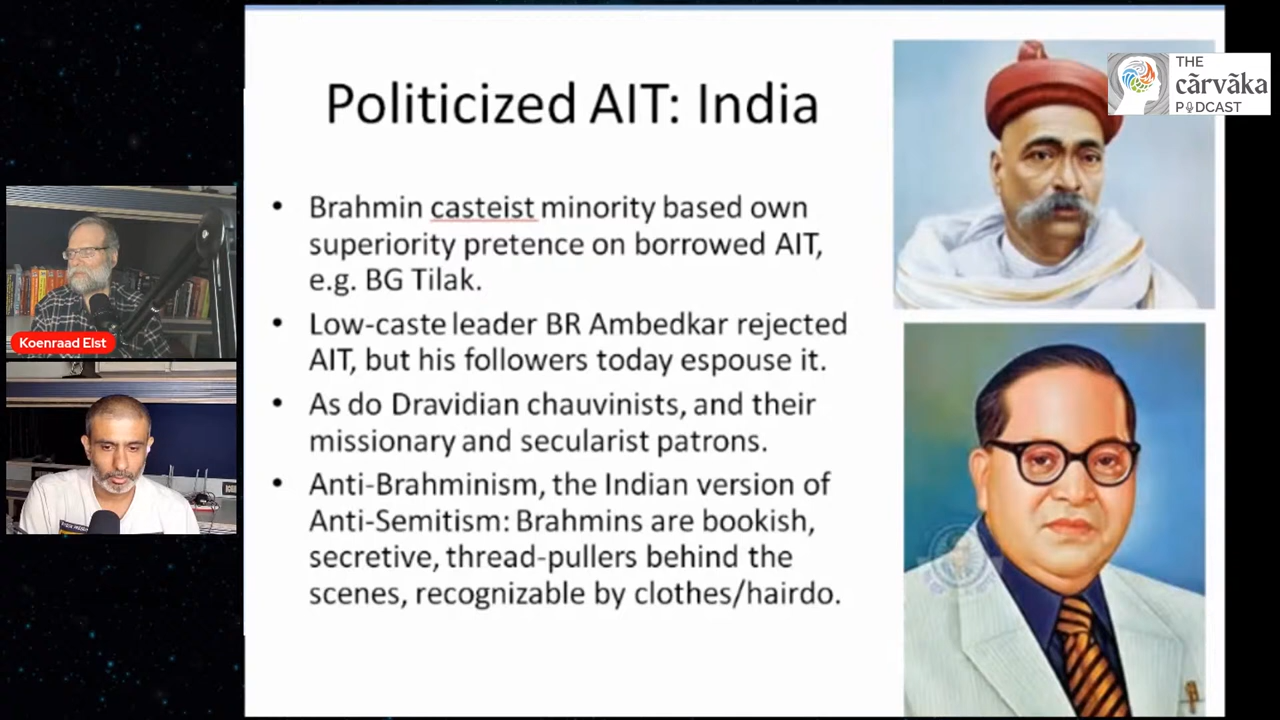 Politicized AIT: India
• Brahmin casteist minority based own
superiority pretence on borrowed AIT,
e.g. BG Tilak.
• Low-caste leader BR Ambedkar rejected
AIT, but his followers today espouse it.
• As do Dravidian chauvinists, and their
missionary and secularist patrons.
• Anti-Brahminism, the Indian version of
Anti-Semitism: Brahmins are bookish,
secretive, thread-pullers behind the
scenes, recognizable by clothes/hairdo.
THE
cārvāka
PODCAST
Koenraad Elst